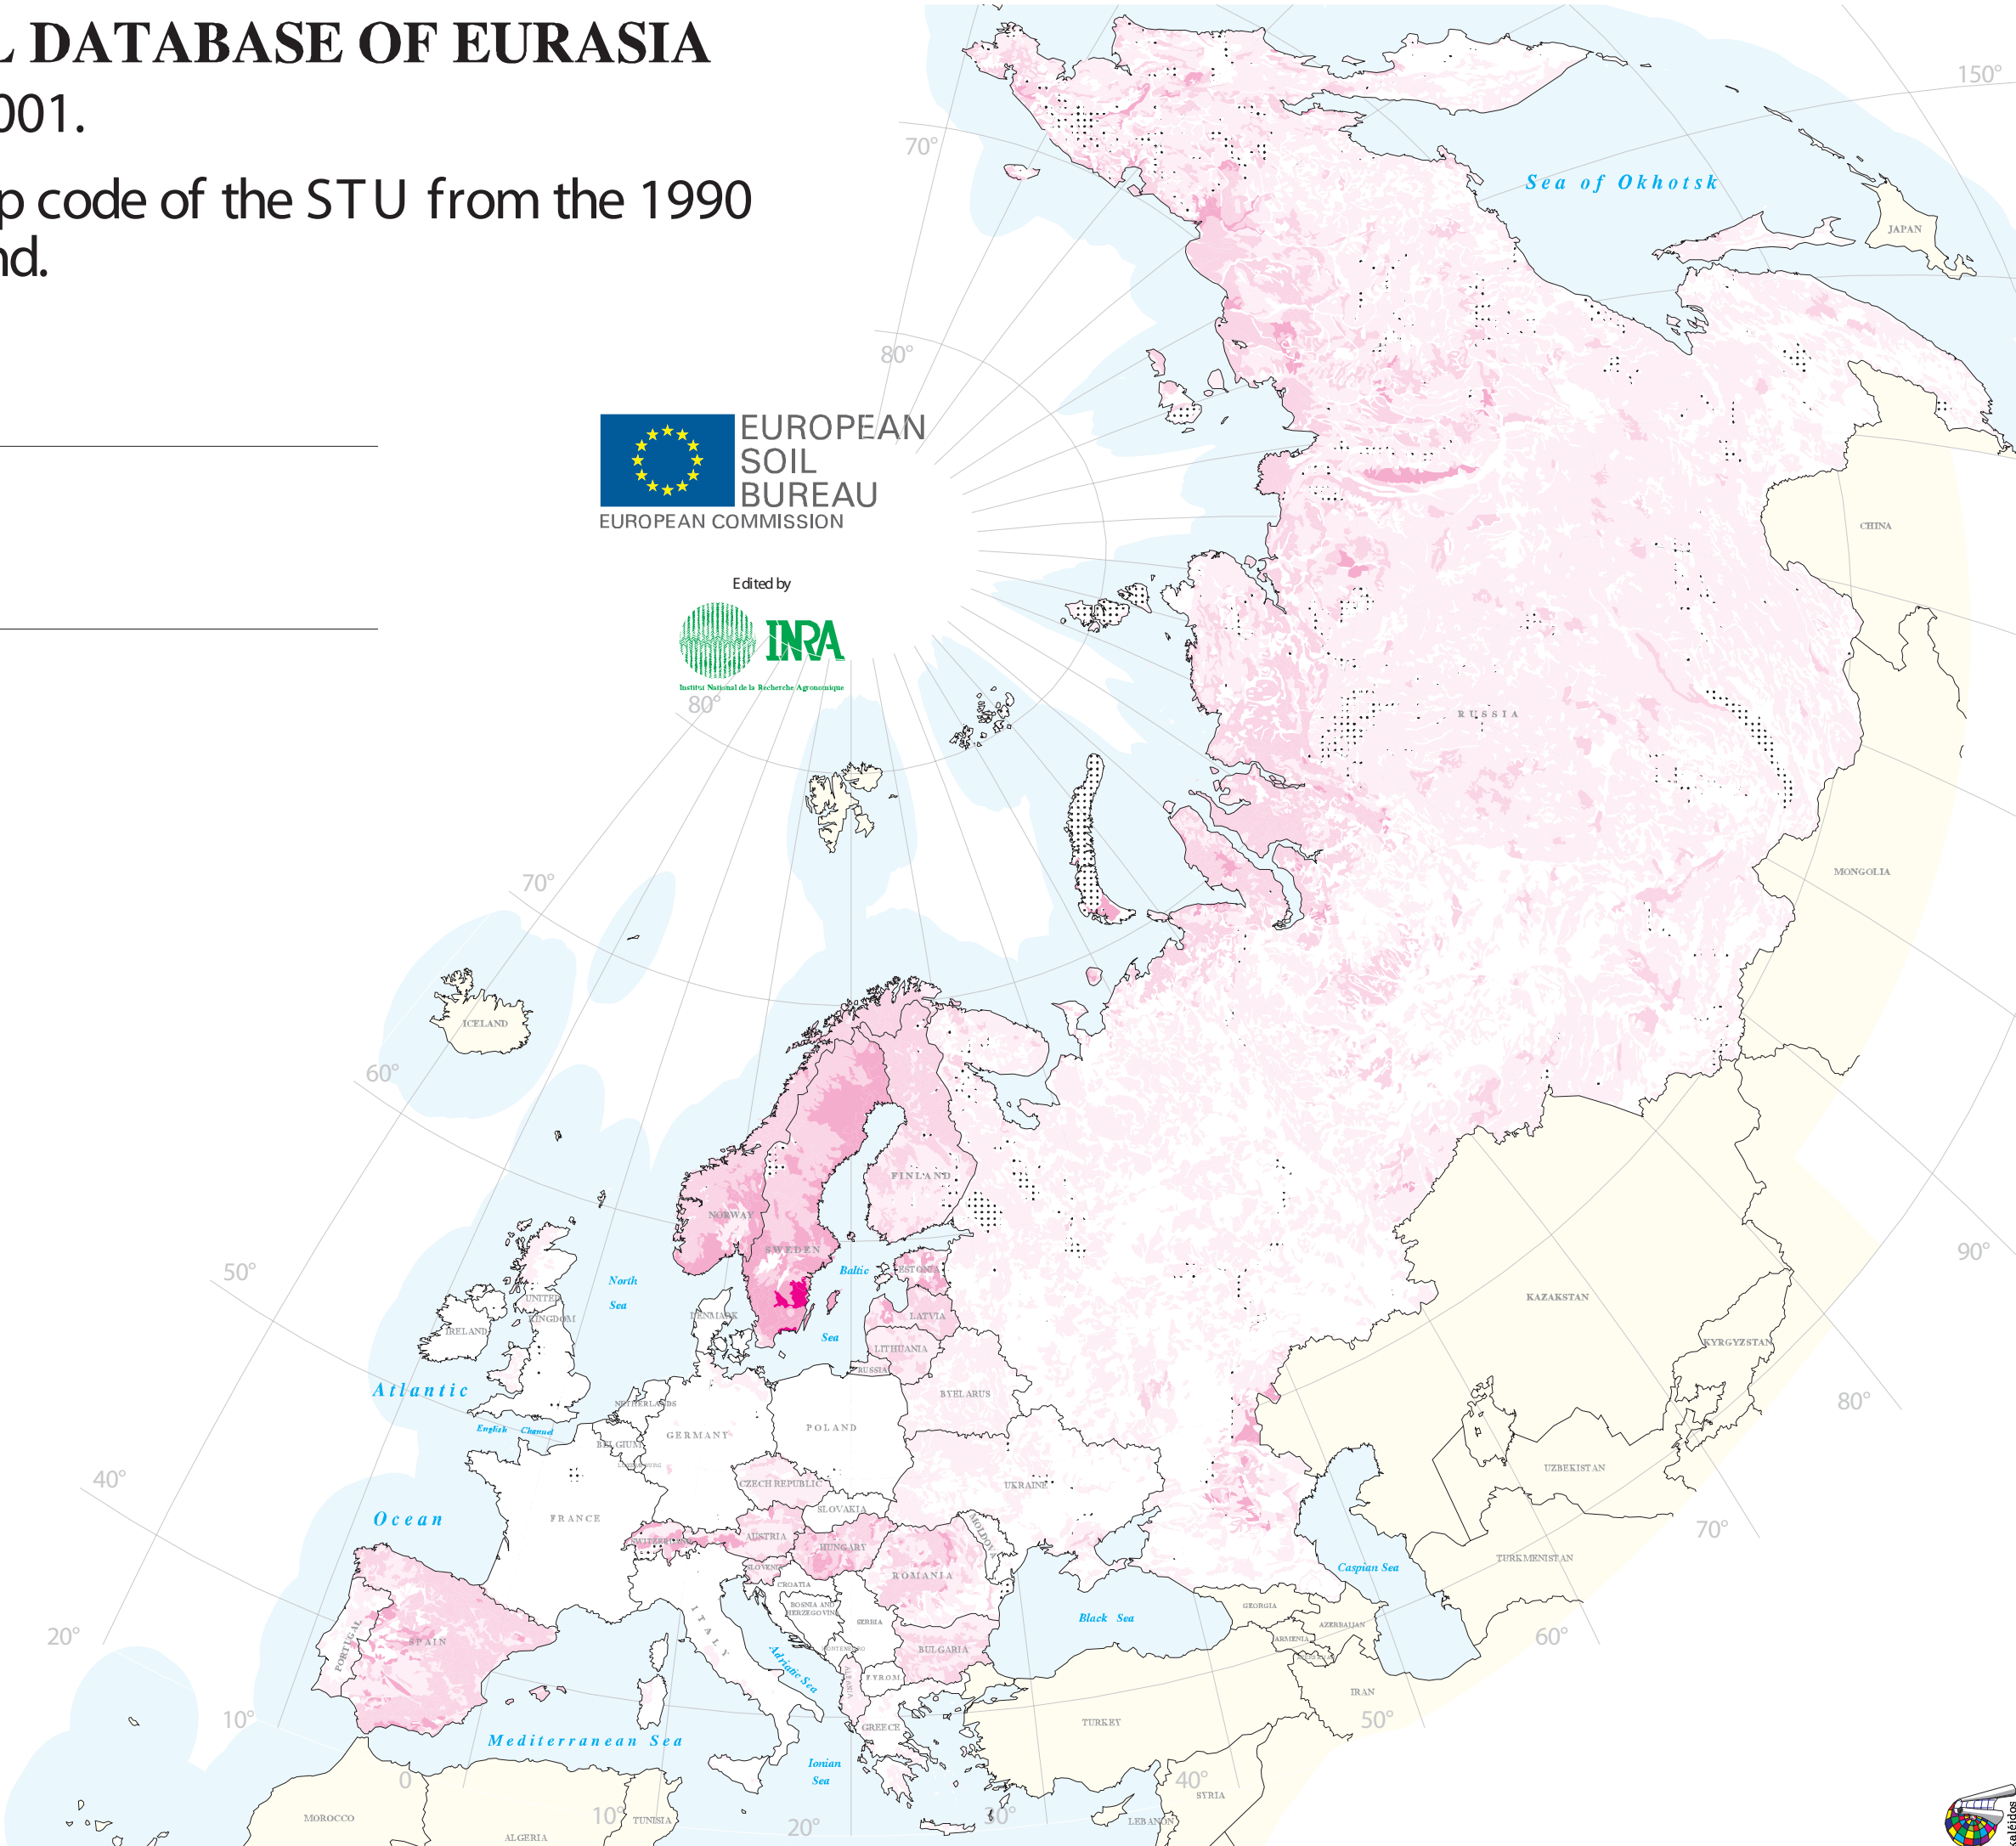 L DATABASE OF EURASIA
001.
p code of the STU from the 1990
nd.
EUROPEAN
SOIL
BUREAU
EUROPEAN COMMISSION
Edited by
INRA
Institut National de la Recherche Agronomique
150°
70°
80°
80°
70°
60°
50°
40°
20°
10°
0
10°
20°
30°
40°
50°
60°
70°
80°
90°
Sea of Okhotsk
JAPAN
CHINA
RUSSIA
MONGOLIA
ICELAND
FINLAND
NORWAY
SWEDEN
Baltic
Sea
ESTONIA
North
Sea
UNITED
KINGDOM
IRELAND
DENMARK
LATVIA
LITHUANIA
RUSSIA
BYELARUS
KAZAKSTAN
KYRGYZSTAN
Atlantic
Ocean
English Channel
NETHERLANDS
BELGIUM
LUXEMBOURG
GERMANY
POLAND
CZECH REPUBLIC
UKRAINE
UZBEKISTAN
SLOVAKIA
FRANCE
SWITZERLAND
AUSTRIA
HUNGARY
MOLDOVA
TURKMENISTAN
SLOVENIA
CROATIA
ROMANIA
Caspian Sea
BOSNIA AND
HERZEGOVINA
SERBIA
Black Sea
GEORGIA
AZERBAIJAN
ARMENIA
PORTUGAL
SPAIN
ITALY
Adriatic Sea
MONTENEGRO
BULGARIA
ALBANIA
F.Y.R.O.M.
IRAN
GREECE
TURKEY
Mediterranean Sea
Ionian
Sea
SYRIA
LEBANON
MOROCCO
ALGERIA
TUNISIA
kaléidos